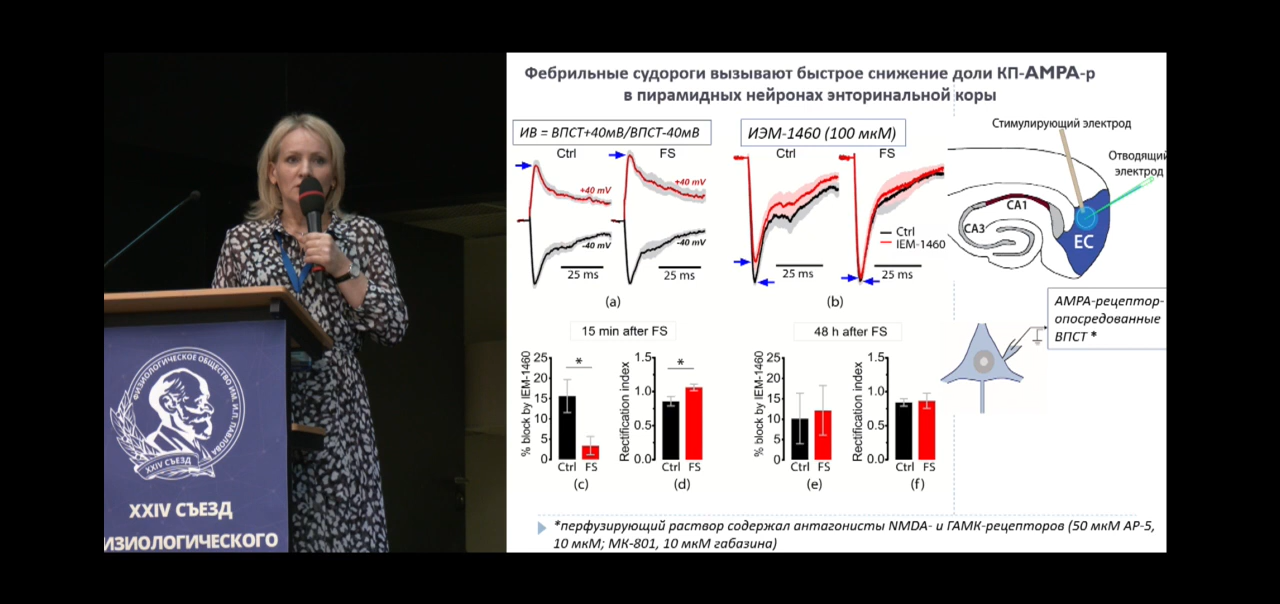 Фебрильные судороги вызывают быстрое снижение доли КП-АМРА-р
в пирамидных нейронах энторинальной коры
ИВ = ВПСТ+40мВ/ВПСТ-40мВ
Ctrl
FS
+40 mV
+40 mV
-40 mV
-40 mV
25 ms
25 ms
(a)
ИЭМ-1460 (100 мкМ)
Ctrl
FS
Ctrl
IEM-1460
25 ms
25 ms
(b)
Стимулирующий электрод
Отводящий
электрод
CA1
CA3
EC
АМРА-рецептор-
опосредованные
ВПСТ *
15 min after FS
% block by IEM-1460
25
20
15
10
5
0
*
Ctrl FS
(c)
Rectification index
1.5
1.0
0.5
0.0
*
Ctrl FS
(d)
48 h after FS
% block by IEM-1460
25
20
15
10
5
0
Ctrl FS
(e)
Rectification index
1.5
1.0
0.5
0.0
Ctrl FS
(f)
*перфузирующий раствор содержал антагонисты NMDA- и ГАМК-рецепторов (50 мкМ АР-5,
10 мкМ; МК-801, 10 мкМ габазина)
ФИЗИОЛОГИЧЕСКОЕ ОБЩЕСТВО ИМ. И.П. ПАВЛОВА
XXIV СЪЕЗД
XXIV СЪЕЗД
ИЗИОЛОГИЧЕСКОГО